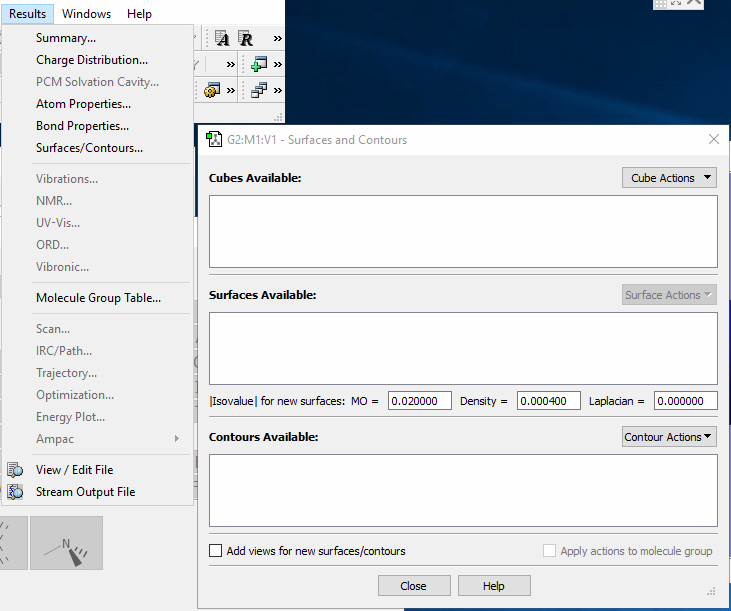 Results Windows Help
A R » 
» »
» »
Summary...
Charge Distribution...
PCM Solvation Cavity...
Atom Properties...
Bond Properties...
Surfaces/Contours...
Vibrations...
NMR...
UV-Vis...
ORD...
Vibronic...
Molecule Group Table...
Scan...
IRC/Path...
Trajectory...
Optimization...
Energy Plot...
Ampac
View / Edit File
Stream Output File
N
G2:M1:V1 - Surfaces and Contours
Cubes Available:
Cube Actions
Surfaces Available:
Surface Actions
|Isovalue| for new surfaces: MO = 0.020000 Density = 0.000400 Laplacian = 0.000000
Contours Available:
Contour Actions
Add views for new surfaces/contours
Apply actions to molecule group
Close Help